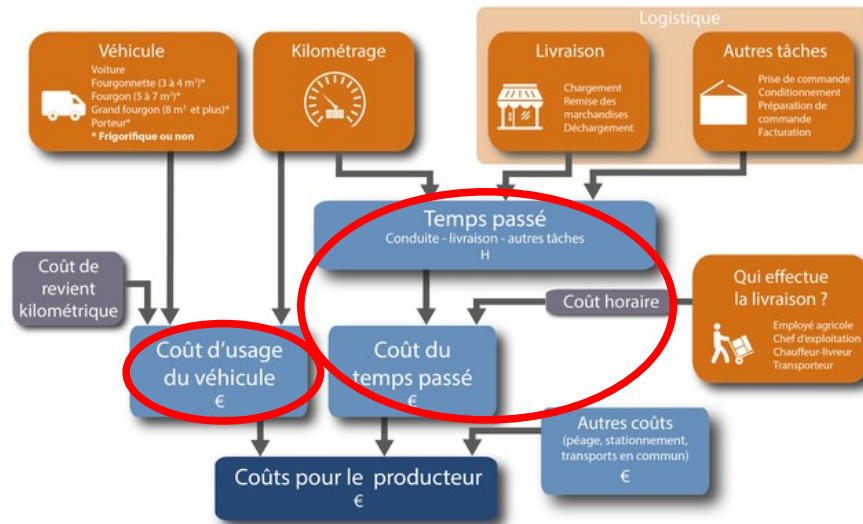 Logistique
Véhicule
Voiture
Fourgonnette (3 à 4 m³)*
Fourgon (5 à 7 m³)*
Grand fourgon (8 m³ et plus)*
Porteur*
* Frigorifique ou non
Kilométrage
Livraison
Chargement
Remise des
marchandises
Déchargement
Autres tâches
Prise de commande
Conditionnement
Préparation de
commande
Facturation
Temps passé
Conduite - livraison - autres tâches
H
Coût de
revient
kilométrique
Coût horaire
Qui effectue
la livraison ?
Employé agricole
Chef d'exploitation
Chauffeur-livreur
Transporteur
Coût d'usage
du véhicule
€
Coût du
temps passé
€
Autres coûts
(péage, stationnement,
transports en commun)
€
Coûts pour le producteur
€